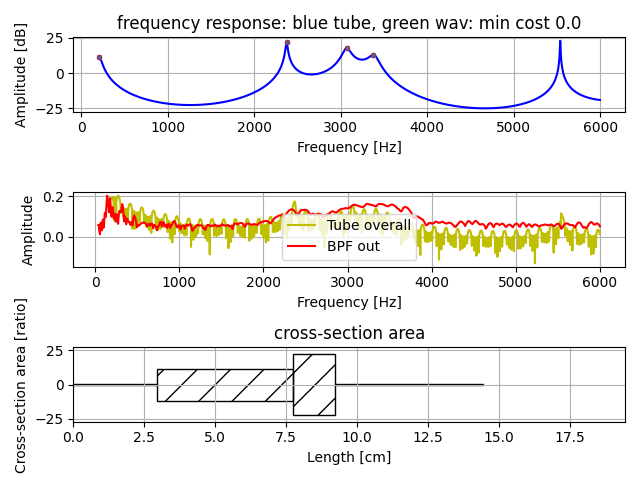 frequency response: blue tube, green wav: min cost 0.0
Amplitude [dB]
25
0
−25
0 1000 2000 3000 4000 5000 6000
Frequency [Hz]
Amplitude
0.2
0.0
Tube overall
BPF out
0 1000 2000 3000 4000 5000 6000
Frequency [Hz]
cross-section area
Cross-section area [ratio]
25
0
−25
0.0 2.5 5.0 7.5 10.0 12.5 15.0 17.5
Length [cm]